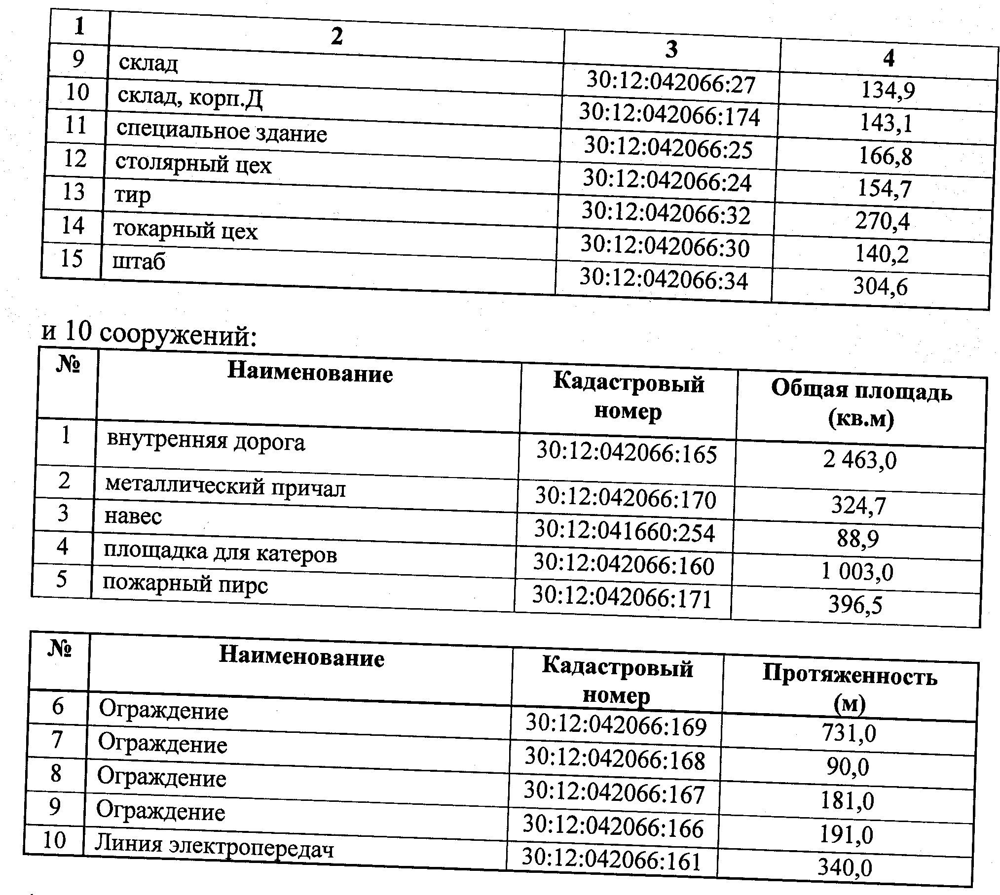 1 2 3 4
9 склад 30:12:042066:27 134,9
10 склад, корп.Д 30:12:042066:174 143,1
11 специальное здание 30:12:042066:25 166,8
12 столярный цех 30:12:042066:24 154,7
13 тир 30:12:042066:32 270,4
14 токарный цех 30:12:042066:30 140,2
15 штаб 30:12:042066:34 304,6
и 10 сооружений:
№ Наименование Кадастровый Общая площадь
номер (кв.м)
1 внутренняя дорога 30:12:042066:165 2 463,0
2 металлический причал 30:12:042066:170 324,7
3 навес 30:12:041660:254 88,9
4 площадка для катеров 30:12:042066:160 1 003,0
5 пожарный пирс 30:12:042066:171 396,5
№ Наименование Кадастровый Протяженность
номер (м)
6 Ограждение 30:12:042066:169 731,0
7 Ограждение 30:12:042066:168 90,0
8 Ограждение 30:12:042066:167 181,0
9 Ограждение 30:12:042066:166 191,0
10 Линия электропередач 30:12:042066:161 340,0